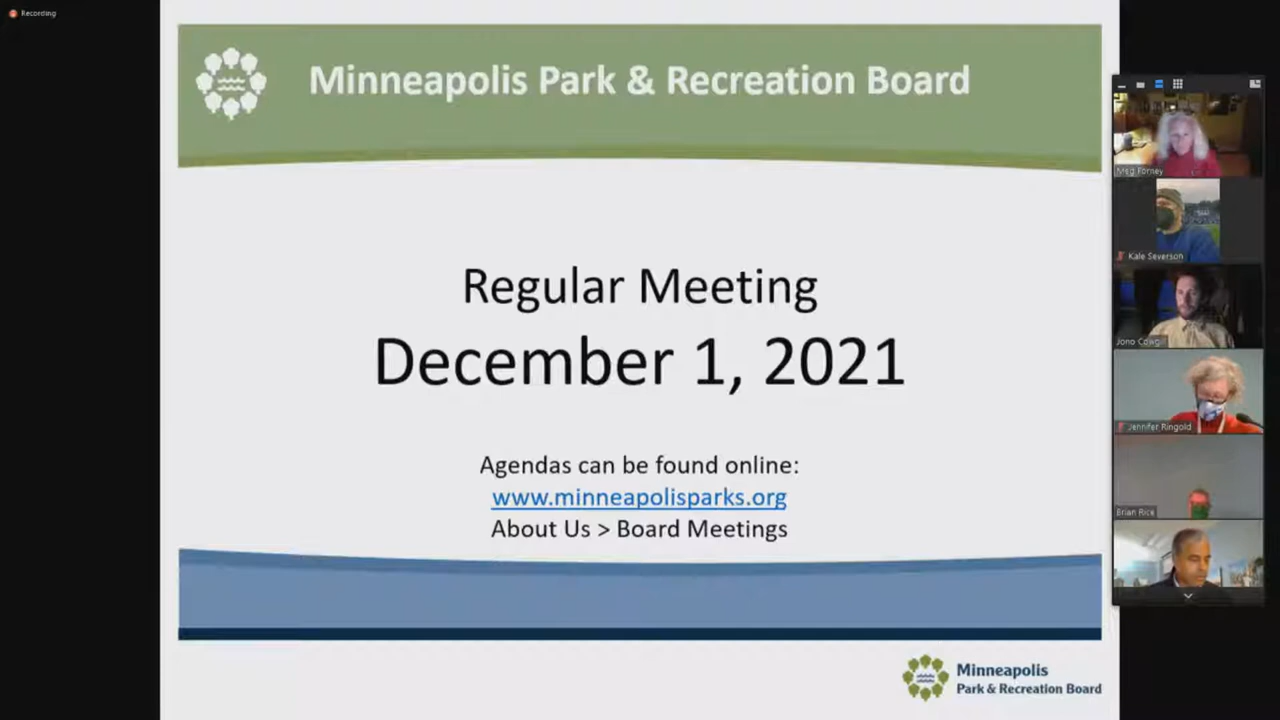 Recording
Minneapolis Park & Recreation Board
Regular Meeting
December 1, 2021
Agendas can be found online:
www.minneapolisparks.org
About Us > Board Meetings
Minneapolis
Park & Recreation Board
Meg Forney
Kale Severson
Jono Cowgill
Jennifer Ringold
Brian Rice